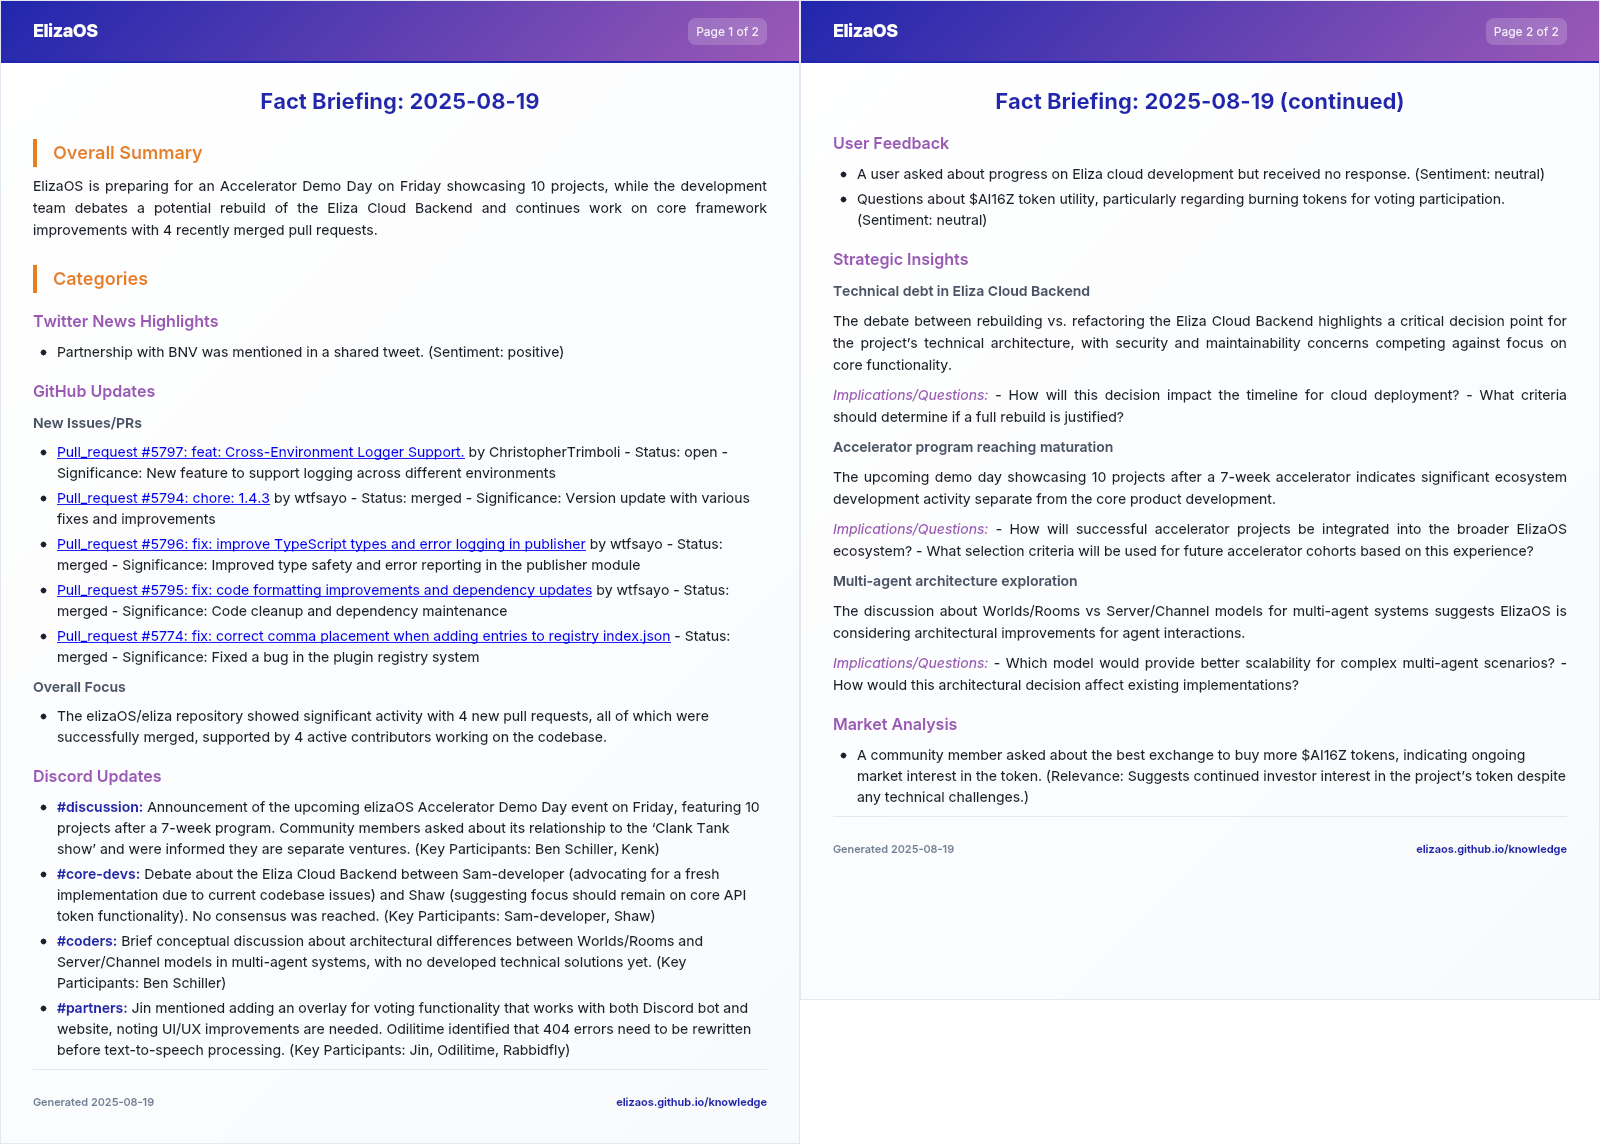 ElizaOS
Page 1 of 2
Fact Briefing: 2025-08-19
Overall Summary
ElizaOS is preparing for an Accelerator Demo Day on Friday showcasing 10 projects, while the development
team debates a potential rebuild of the Eliza Cloud Backend and continues work on core framework
improvements with 4 recently merged pull requests.
Categories
Twitter News Highlights
• Partnership with BNV was mentioned in a shared tweet. (Sentiment: positive)
GitHub Updates
New Issues/PRs
• Pull_request #5797: feat: Cross-Environment Logger Support. by ChristopherTrimboli - Status: open -
Significance: New feature to support logging across different environments
• Pull_request #5794: chore: 1.4.3 by wtfsayo - Status: merged - Significance: Version update with various
fixes and improvements
• Pull_request #5796: fix: improve TypeScript types and error logging in publisher by wtfsayo - Status:
merged - Significance: Improved type safety and error reporting in the publisher module
• Pull_request #5795: fix: code formatting improvements and dependency updates by wtfsayo - Status:
merged - Significance: Code cleanup and dependency maintenance
• Pull_request #5774: fix: correct comma placement when adding entries to registry index.json - Status:
merged - Significance: Fixed a bug in the plugin registry system
Overall Focus
• The elizaOS/eliza repository showed significant activity with 4 new pull requests, all of which were
successfully merged, supported by 4 active contributors working on the codebase.
Discord Updates
• #discussion: Announcement of the upcoming elizaOS Accelerator Demo Day event on Friday, featuring 10
projects after a 7-week program. Community members asked about its relationship to the ‘Clank Tank
show’ and were informed they are separate ventures. (Key Participants: Ben Schiller, Kenk)
• #core-devs: Debate about the Eliza Cloud Backend between Sam-developer (advocating for a fresh
implementation due to current codebase issues) and Shaw (suggesting focus should remain on core API
token functionality). No consensus was reached. (Key Participants: Sam-developer, Shaw)
• #coders: Brief conceptual discussion about architectural differences between Worlds/Rooms and
Server/Channel models in multi-agent systems, with no developed technical solutions yet. (Key
Participants: Ben Schiller)
• #partners: Jin mentioned adding an overlay for voting functionality that works with both Discord bot and
website, noting UI/UX improvements are needed. Odilitime identified that 404 errors need to be rewritten
before text-to-speech processing. (Key Participants: Jin, Odilitime, Rabbidfly)
Generated 2025-08-19
elizaos.github.io/knowledge
ElizaOS
Page 2 of 2
Fact Briefing: 2025-08-19 (continued)
User Feedback
• A user asked about progress on Eliza cloud development but received no response. (Sentiment: neutral)
• Questions about $AI16Z token utility, particularly regarding burning tokens for voting participation.
(Sentiment: neutral)
Strategic Insights
Technical debt in Eliza Cloud Backend
The debate between rebuilding vs. refactoring the Eliza Cloud Backend highlights a critical decision point for
the project’s technical architecture, with security and maintainability concerns competing against focus on
core functionality.
Implications/Questions: - How will this decision impact the timeline for cloud deployment? - What criteria
should determine if a full rebuild is justified?
Accelerator program reaching maturation
The upcoming demo day showcasing 10 projects after a 7-week accelerator indicates significant ecosystem
development activity separate from the core product development.
Implications/Questions: - How will successful accelerator projects be integrated into the broader ElizaOS
ecosystem? - What selection criteria will be used for future accelerator cohorts based on this experience?
Multi-agent architecture exploration
The discussion about Worlds/Rooms vs Server/Channel models for multi-agent systems suggests ElizaOS is
considering architectural improvements for agent interactions.
Implications/Questions: - Which model would provide better scalability for complex multi-agent scenarios? -
How would this architectural decision affect existing implementations?
Market Analysis
• A community member asked about the best exchange to buy more $AI16Z tokens, indicating ongoing
market interest in the token. (Relevance: Suggests continued investor interest in the project’s token despite
any technical challenges.)
Generated 2025-08-19
elizaos.github.io/knowledge